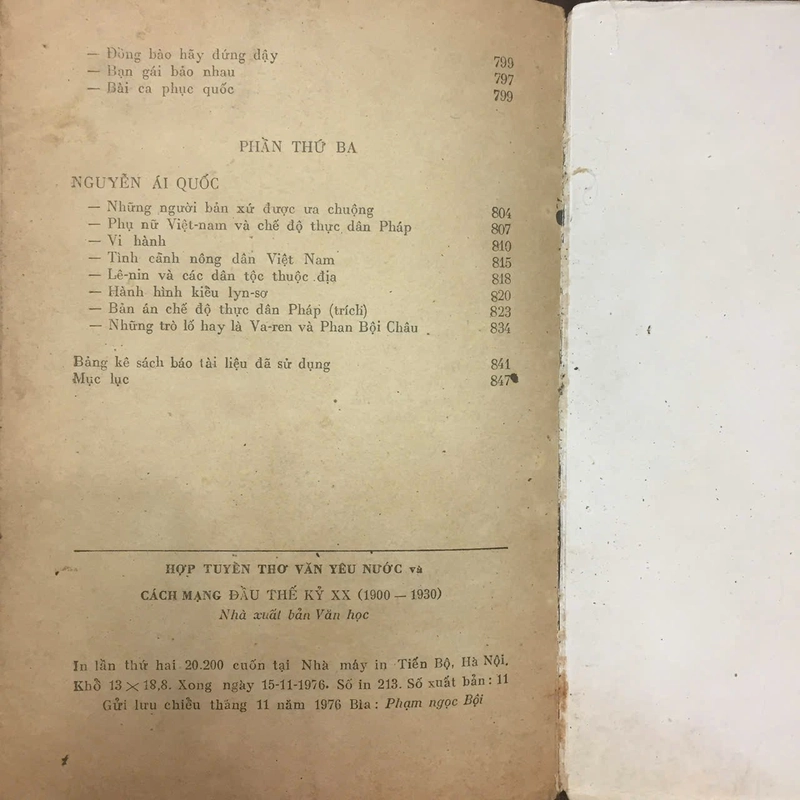 — Đồng bào hãy đứng dậy 799
— Bạn gái bảo nhau 797
— Bài ca phục quốc 799
PHẦN THỨ BA
NGUYỄN ÁI QUỐC
— Những người bản xứ được ưa chuộng 804
— Phụ nữ Việt-nam và chế độ thực dân Pháp 807
— Vi hành 810
— Tình cảnh nông dân Việt Nam 815
— Lê-nin và các dân tộc thuộc địa 818
— Hành hình kiểu lyn-sơ 820
— Bản án chế độ thực dân Pháp (trích) 823
— Những trò lố hay là Va-ren và Phan Bội Châu 834
Bảng kê sách báo tài liệu đã sử dụng 841
Mục lục 847
HỢP TUYỂN THƠ VĂN YÊU NƯỚC và
CÁCH MẠNG ĐẦU THẾ KỶ XX (1900 — 1930)
Nhà xuất bản Văn học
In lần thứ hai 20.200 cuốn tại Nhà máy in Tiến Bộ, Hà Nội.
Khổ 13 × 18,8. Xong ngày 15-11-1976. Số in 213. Số xuất bản : 11
Gửi lưu chiểu tháng 11 năm 1976 Bìa : Phạm ngọc Bội